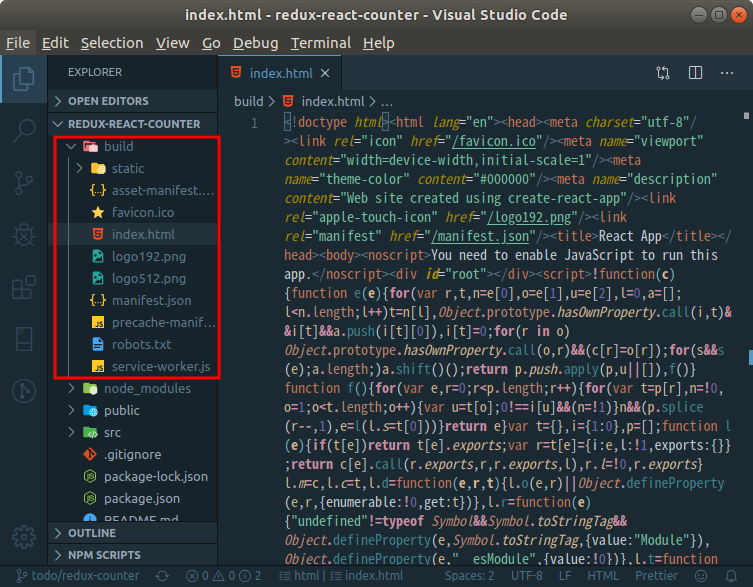 index.html - redux-react-counter - Visual Studio Code
File Edit Selection View Go Debug Terminal Help
EXPLORER
OPEN EDITORS
REDUX-REACT-COUNTER
build
static
asset-manifest....
favicon.ico
index.html
logo192.png
logo512.png
manifest.json
precache-manif...
robots.txt
service-worker.js
node_modules
public
src
.gitignore
package-lock.json
package.json
README.md
OUTLINE
NPM SCRIPTS
index.html
build > index.html > ...
1
<!doctype html><html lang="en"><head><meta charset="utf-8"/
><link rel="icon" href="/favicon.ico"/><meta name="viewport"
content="width=device-width,initial-scale=1"/><meta
name="theme-color" content="#000000"/><meta name="description"
content="Web site created using create-react-app"/><link
rel="apple-touch-icon" href="/logo192.png"/><link
rel="manifest" href="/manifest.json"/><title>React App</title></
head><body><noscript>You need to enable JavaScript to run this
app.</noscript><div id="root"></div><script>!function(c)
{function e(e){for(var r,t,n=e[0],o=e[1],u=e[2],l=0,a=[];
l<n.length;l++)t=n[l],Object.prototype.hasOwnProperty.call(i,t)&
&i[t]&&a.push(i[t][0]),i[t]=0;for(r in o)
Object.prototype.hasOwnProperty.call(o,r)&&(c[r]=o[r]);for(s&&s
(e);a.length;)a.shift()();return p.push.apply(p,u||[]),f()}
function f(){for(var e,r=0;r<p.length;r++){for(var t=p[r],n=!0,
o=1;o<t.length;o++){var u=t[o];0!==i[u]&&(n=!1)}n&&(p.splice
(r--,1),e=l(l.s=t[0]))}return e}var t={},i={1:0},p=[];function l
(e){if(t[e])return t[e].exports;var r=t[e]={i:e,l:!1,exports:{}}
;return c[e].call(r.exports,r,r.exports,l),r.l=!0,r.exports}
l.m=c,l.c=t,l.d=function(e,r,t){l.o(e,r)||Object.defineProperty
(e,r,{enumerable:!0,get:t})},l.r=function(e)
{"undefined"!=typeof Symbol&&Symbol.toStringTag&&
Object.defineProperty(e,Symbol.toStringTag,{value:"Module"}),
Object.defineProperty(e,"__esModule",{value:!0})},l.t=function
todo/redux-counter 0 0 2 html | index.html Spaces: 2 UTF-8 LF HTML Prettier